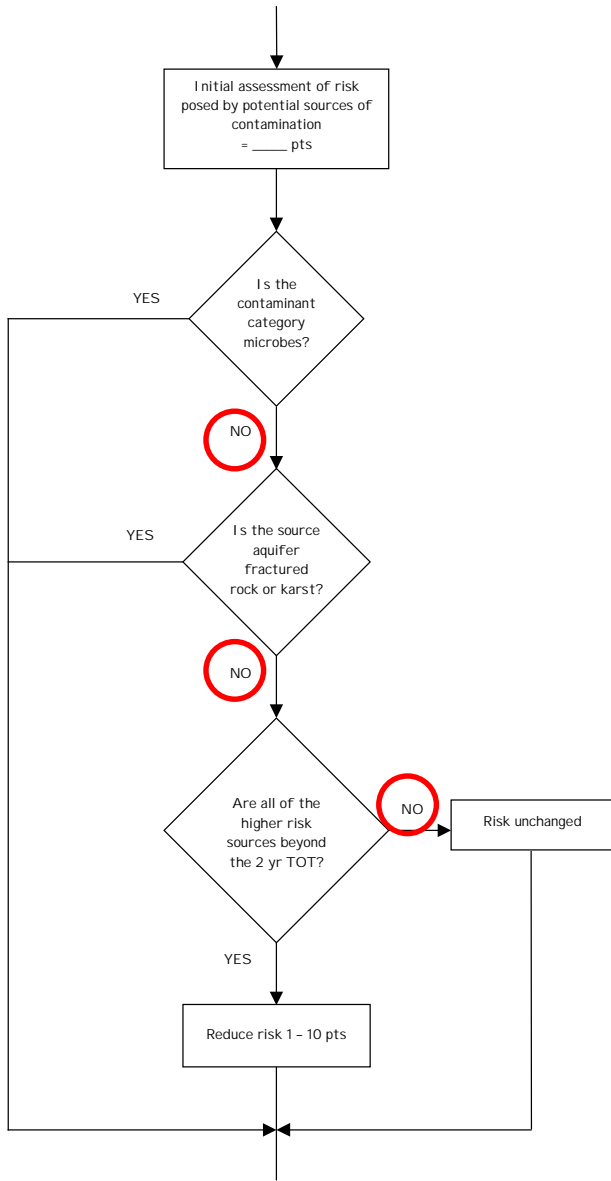 Initial assessment of risk
posed by potential sources of
contamination
= _____ pts
Is the
contaminant
category
microbes?
YES
NO
Is the source
aquifer
fractured
rock or karst?
YES
NO
Are all of the
higher risk
sources beyond
the 2 yr TOT?
NO
Risk unchanged
YES
Reduce risk 1 – 10 pts